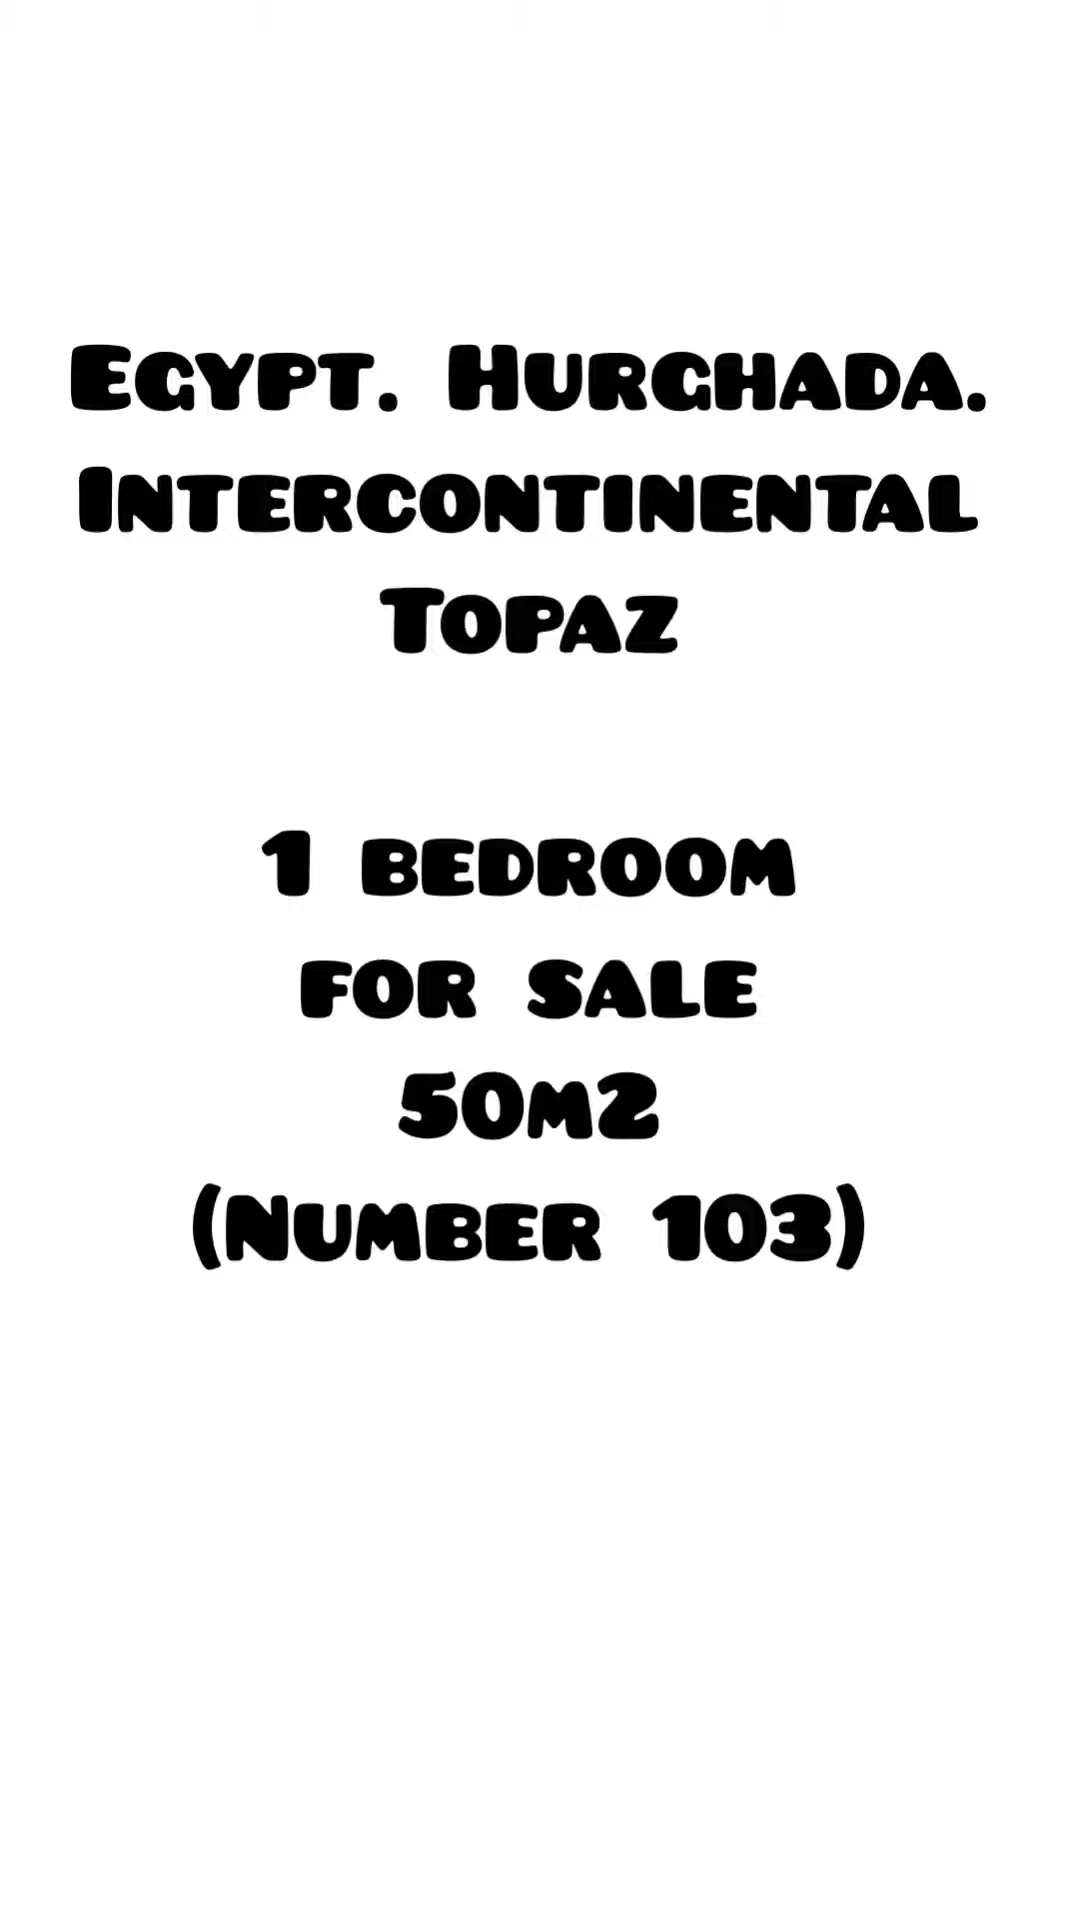 Egypt. Hurghada.
Intercontinental
Topaz
1 bedroom
for sale
50m2
(Number 103)